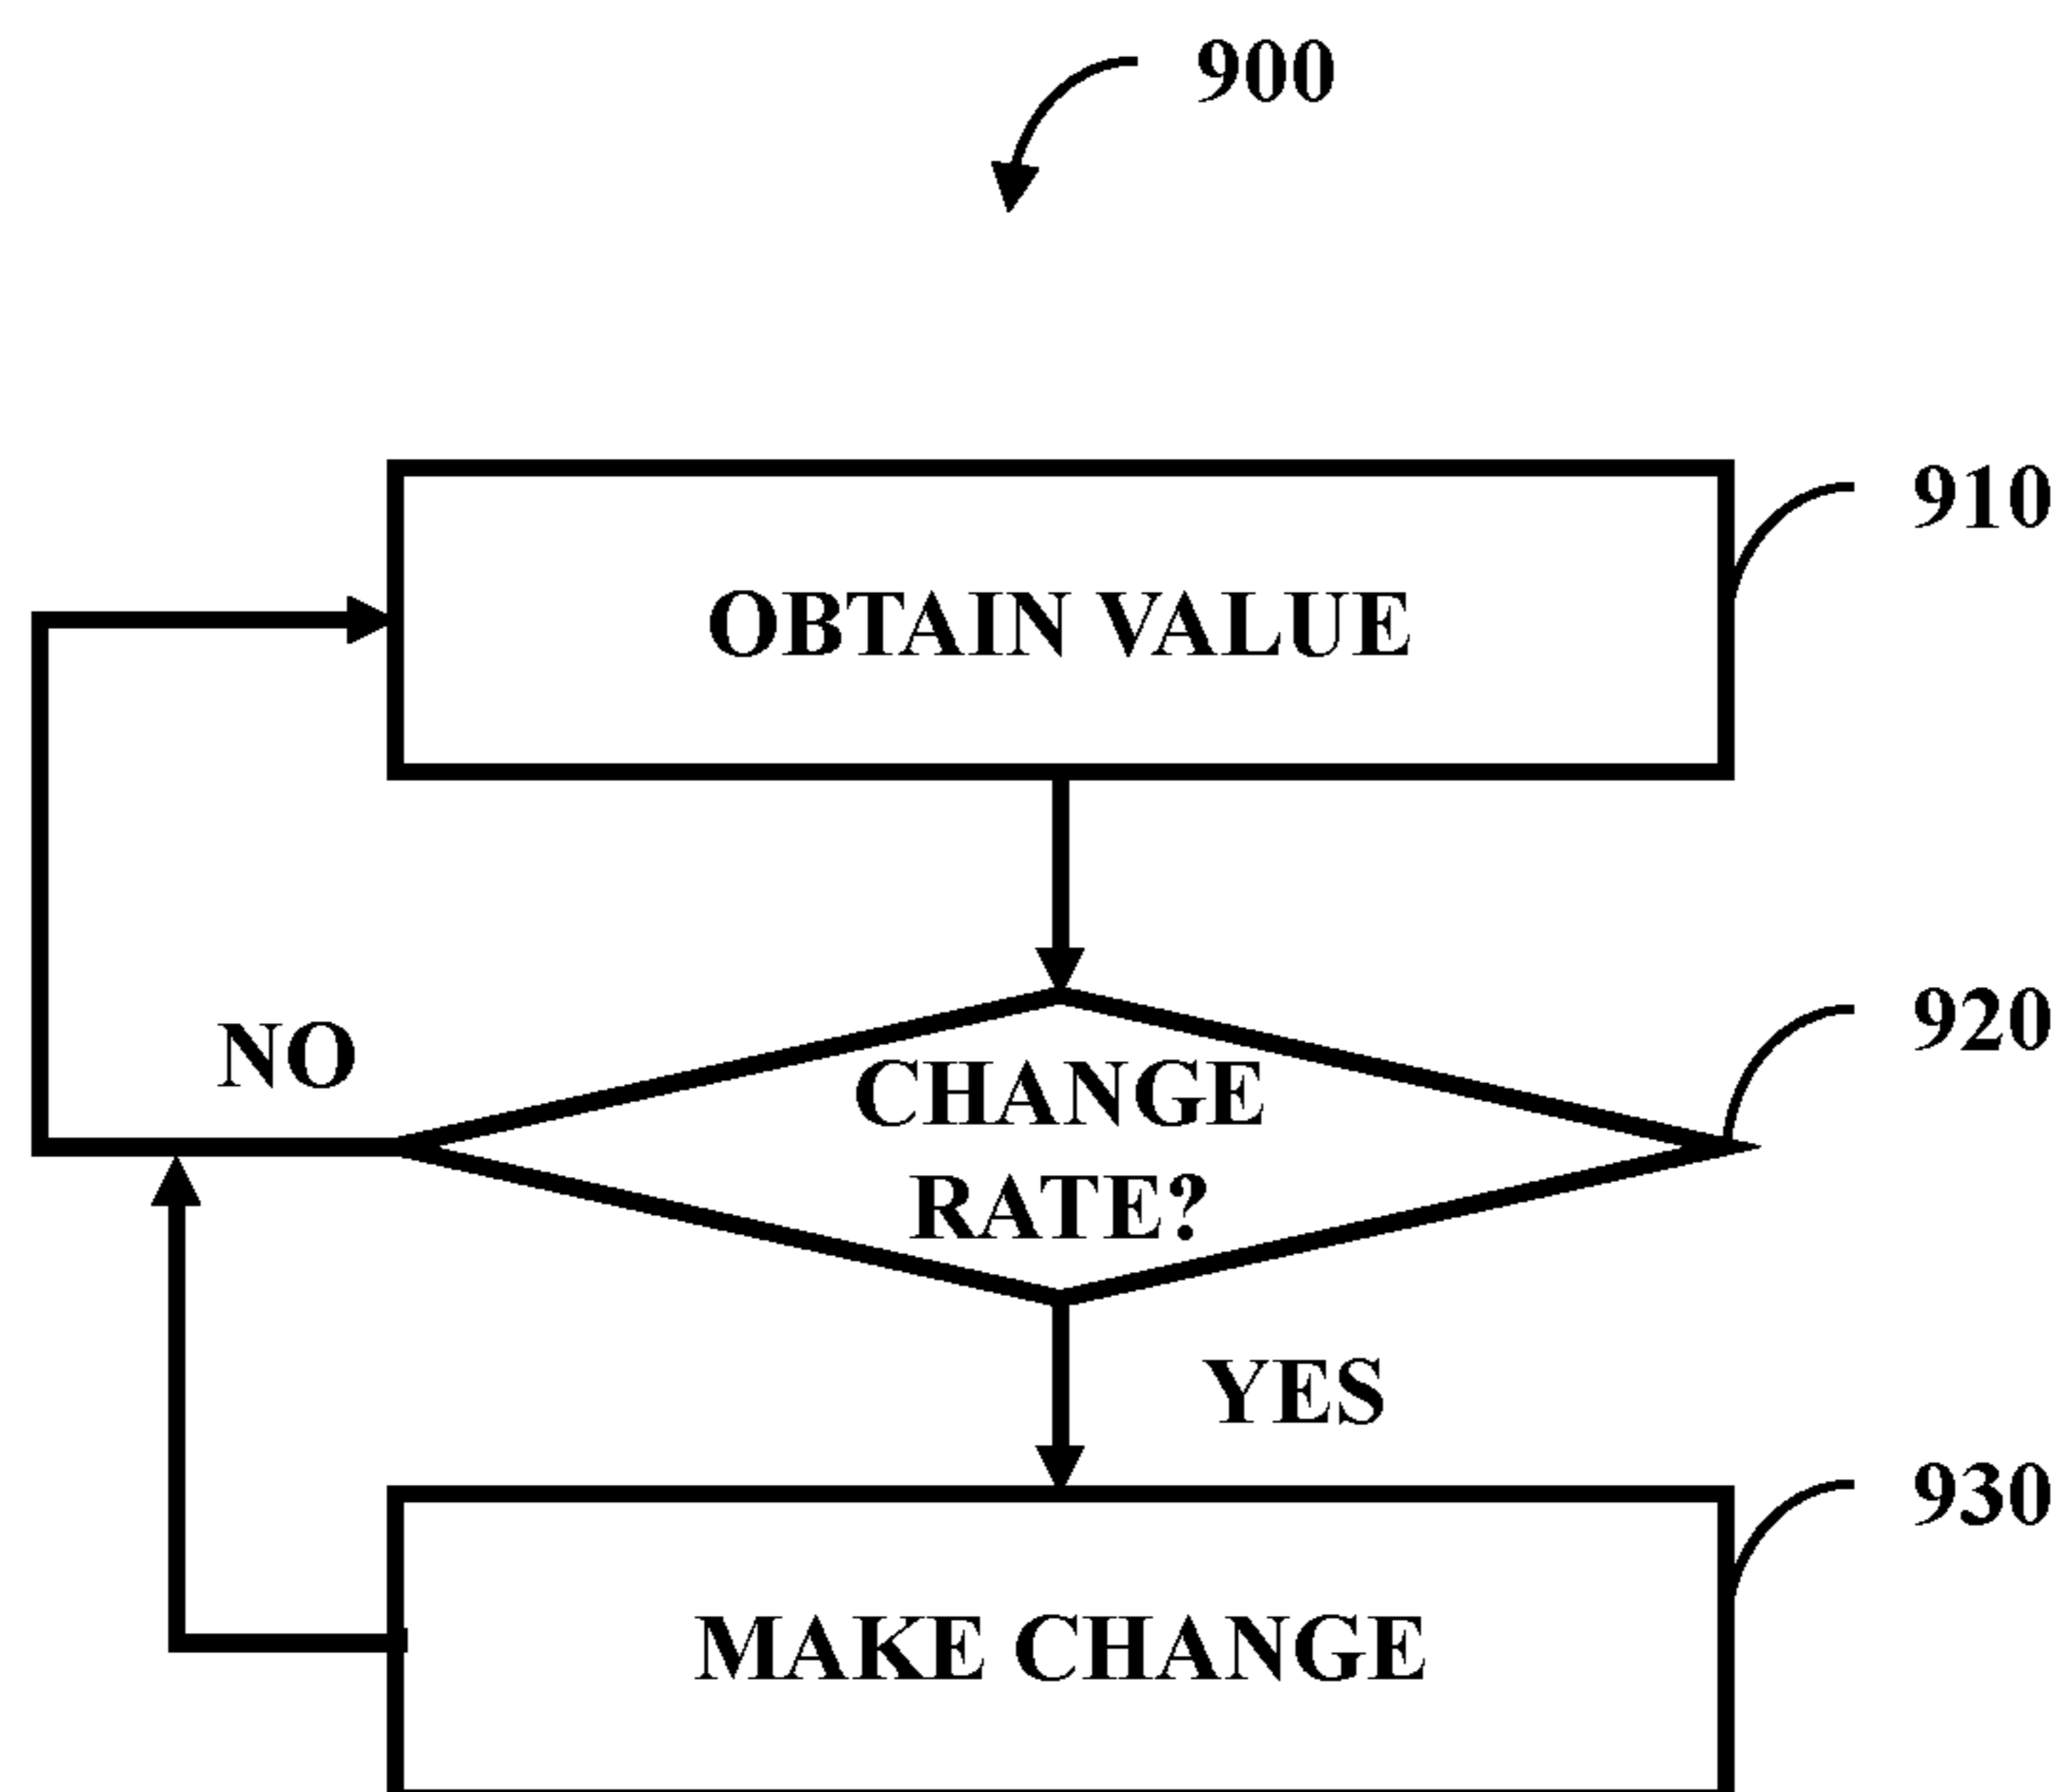 900
910
OBTAIN VALUE
920
NO
CHANGE
RATE?
YES
930
MAKE CHANGE